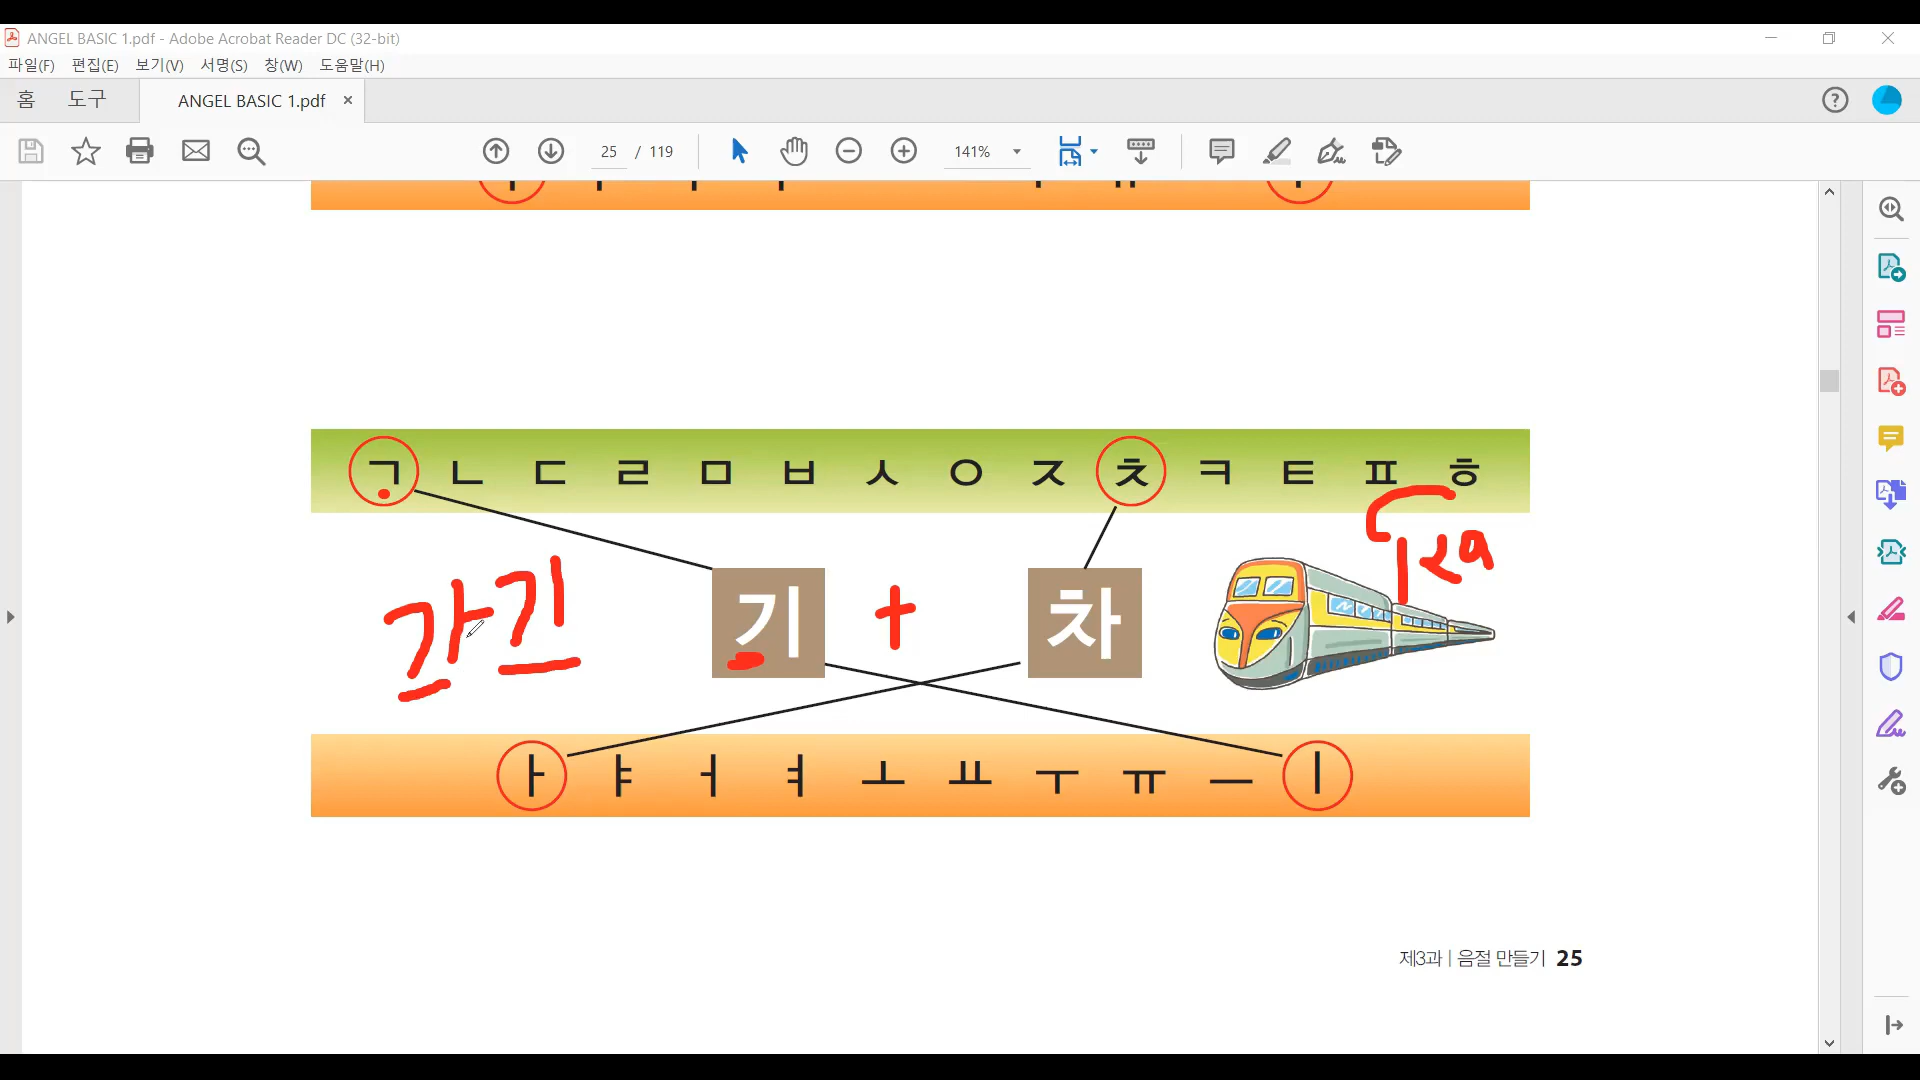 ANGEL BASIC 1.pdf - Adobe Acrobat Reader DC (32-bit)
파일(F) 편집(E) 보기(V) 서명(S) 창(W) 도움말(H)
홈 도구 ANGEL BASIC 1.pdf ×
25 / 119 141%
ㄱ ㄴ ㄷ ㄹ ㅁ ㅂ ㅅ ㅇ ㅈ ㅊ ㅋ ㅌ ㅍ ㅎ
가 기 기 + 차
ㅏ ㅑ ㅓ ㅕ ㅗ ㅛ ㅜ ㅠ ㅡ ㅣ
제3과 | 음절 만들기 25